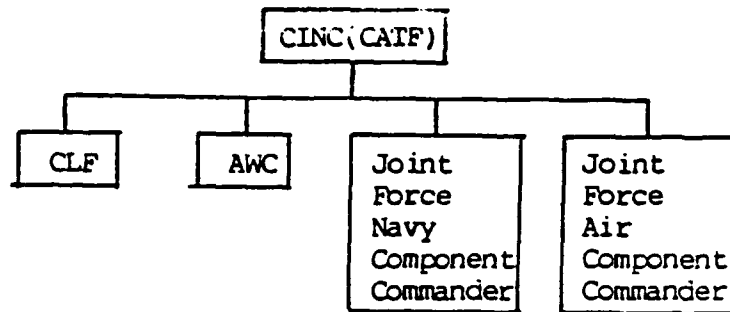 CINC(CATF)
CLF
AWC
Joint
Force
Navy
Component
Commander
Joint
Force
Air
Component
Commander